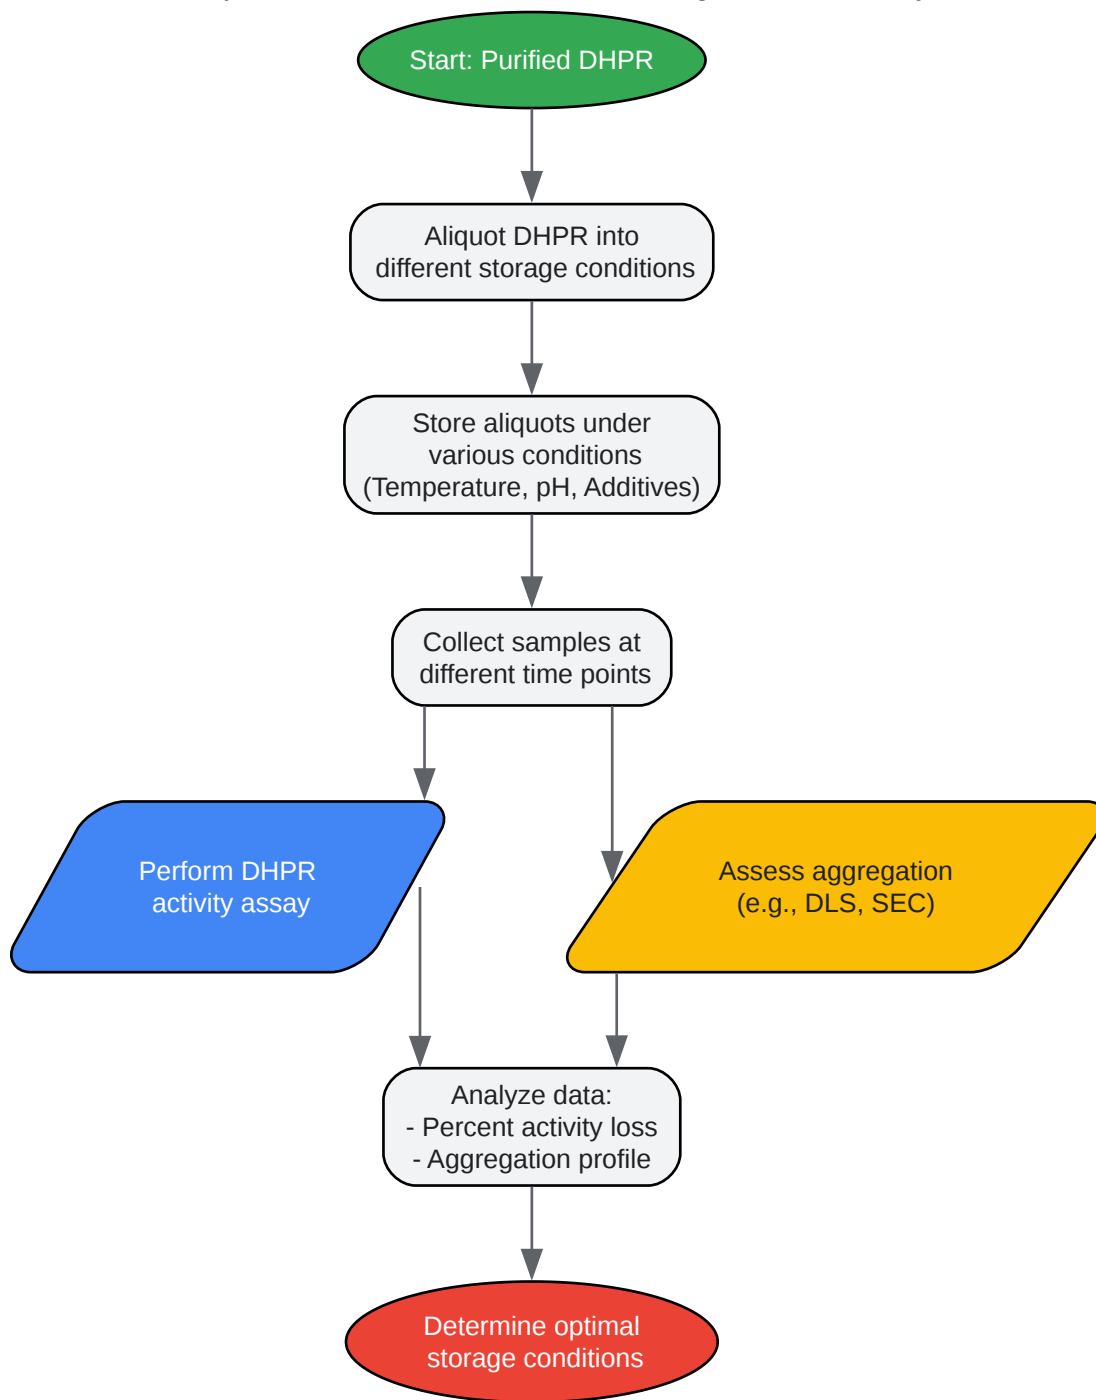 Start: Purified DHPR
Aliquot DHPR into
different storage conditions
Store aliquots under
various conditions
(Temperature, pH, Additives)
Collect samples at
different time points
Perform DHPR
activity assay
Assess aggregation
(e.g., DLS, SEC)
Analyze data:
- Percent activity loss
- Aggregation profile
Determine optimal
storage conditions